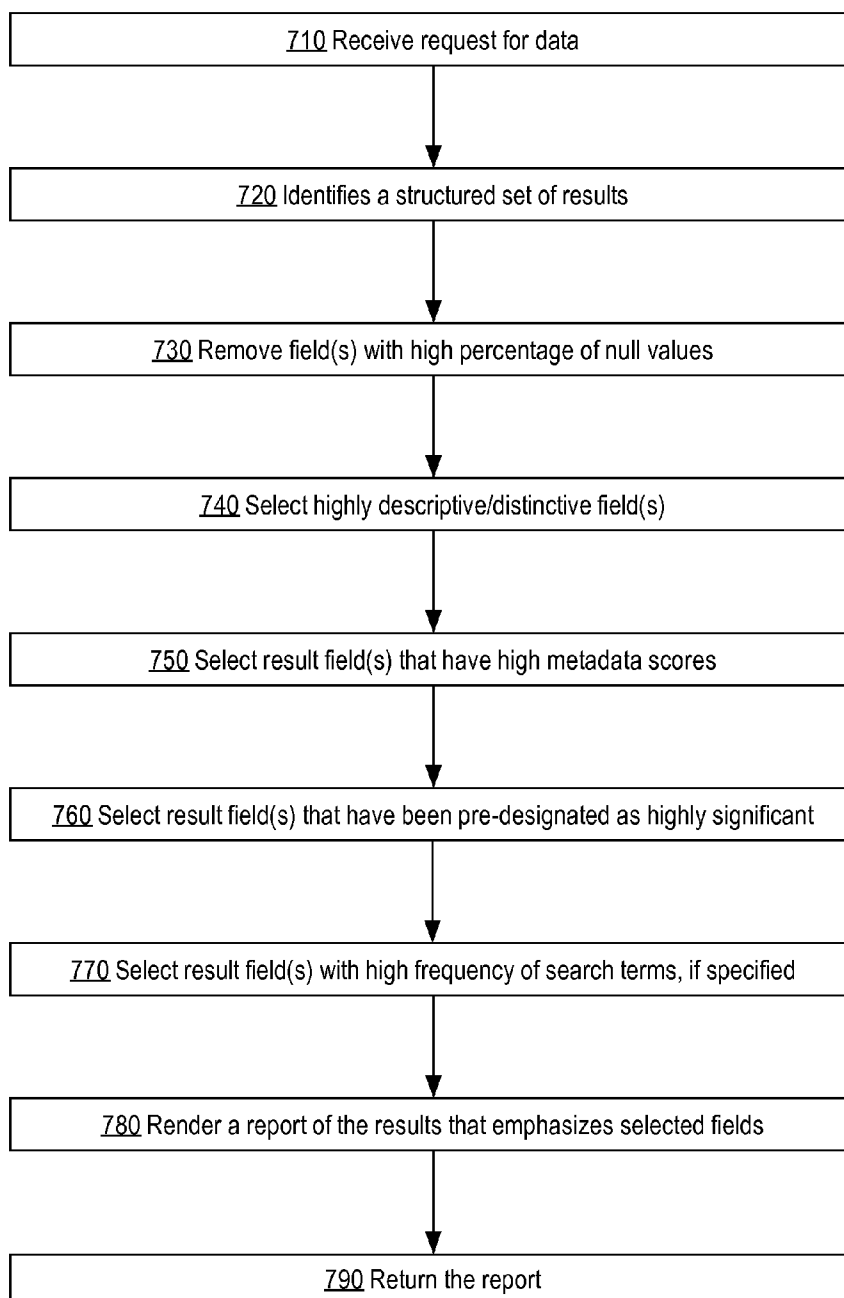 710 Receive request for data
720 Identifies a structured set of results
730 Remove field(s) with high percentage of null values
740 Select highly descriptive/distinctive field(s)
750 Select result field(s) that have high metadata scores
760 Select result field(s) that have been pre-designated as highly significant
770 Select result field(s) with high frequency of search terms, if specified
780 Render a report of the results that emphasizes selected fields
790 Return the report